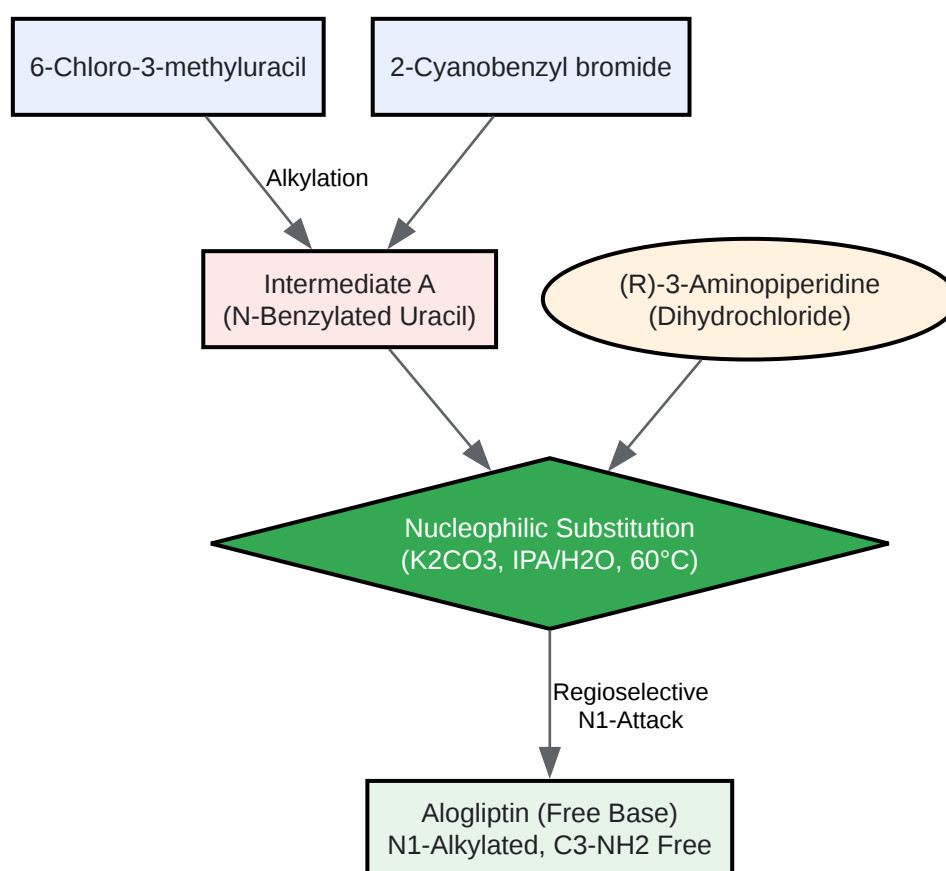 6-Chloro-3-methyluracil
2-Cyanobenzyl bromide
Alkylation
Intermediate A
(N-Benzylated Uracil)
(R)-3-Aminopiperidine
(Dihydrochloride)
Nucleophilic Substitution
(K2CO3, IPA/H2O, 60°C)
Regioselective
N1-Attack
Alogliptin (Free Base)
N1-Alkylated, C3-NH2 Free